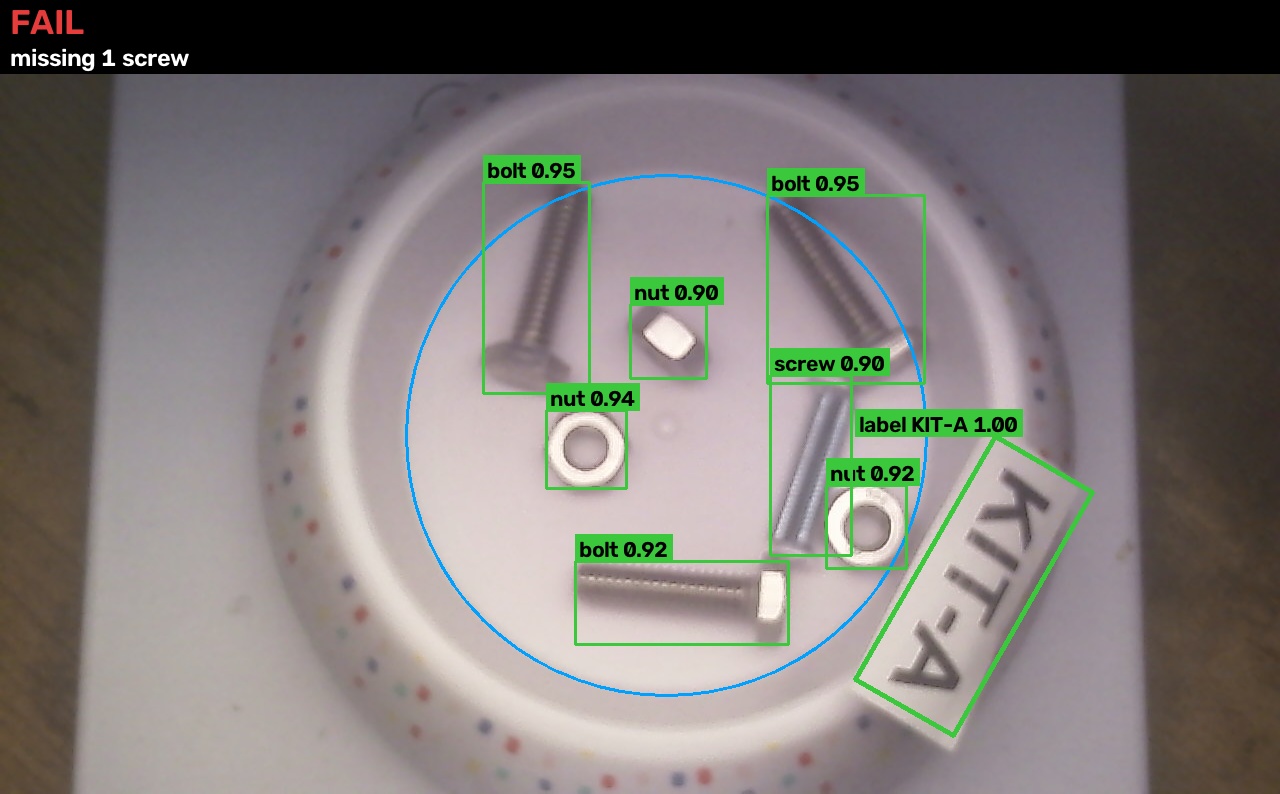 FAIL
missing 1 screw
bolt 0.95
bolt 0.95
nut 0.90
screw 0.90
nut 0.94
label KIT-A 1.00
nut 0.92
bolt 0.92
KIT-A